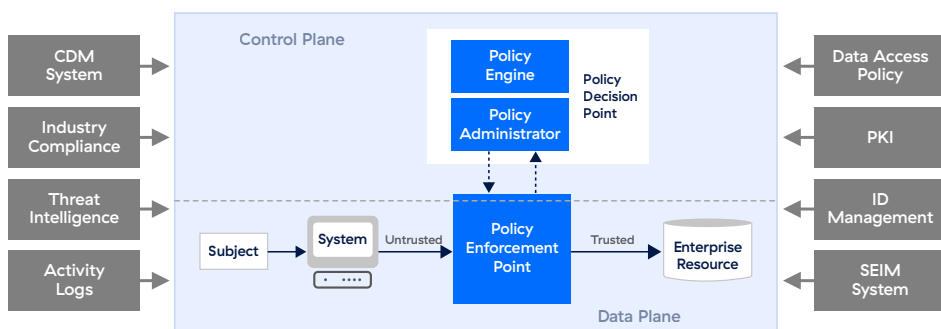 Control Plane
CDM
System
Industry
Compliance
Threat
Intelligence
Activity
Logs
Policy
Engine
Policy
Administrator
Policy
Decision
Point
Subject
System
Untrusted
Policy
Enforcement
Point
Trusted
Enterprise
Resource
Data Plane
Data Access
Policy
PKI
ID
Management
SEIM
System